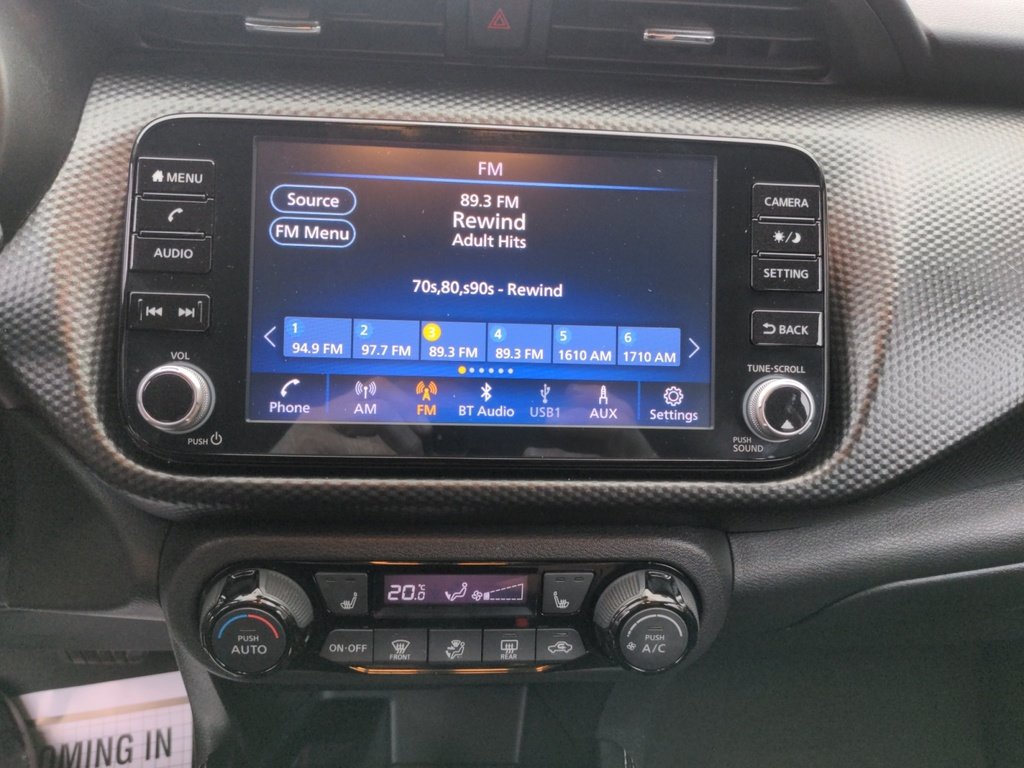 MENU
AUDIO
VOL
PUSH
FM
Source
FM Menu
89.3 FM
Rewind
Adult Hits
70s,80,s90s - Rewind
1 2 3 4 5 6
94.9 FM 97.7 FM 89.3 FM 89.3 FM 1610 AM 1710 AM
Phone AM FM BT Audio USB1 AUX Settings
CAMERA
SETTING
BACK
TUNE·SCROLL
PUSH
SOUND
20.0 °C
PUSH
AUTO
ON·OFF
FRONT
REAR
PUSH
A/C
OMING IN